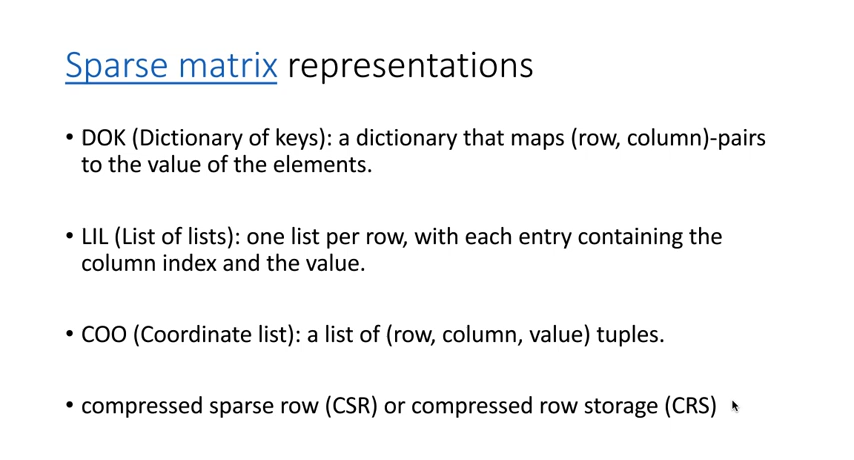 Sparse matrix representations
• DOK (Dictionary of keys): a dictionary that maps (row, column)-pairs
to the value of the elements.
• LIL (List of lists): one list per row, with each entry containing the
column index and the value.
• COO (Coordinate list): a list of (row, column, value) tuples.
• compressed sparse row (CSR) or compressed row storage (CRS)